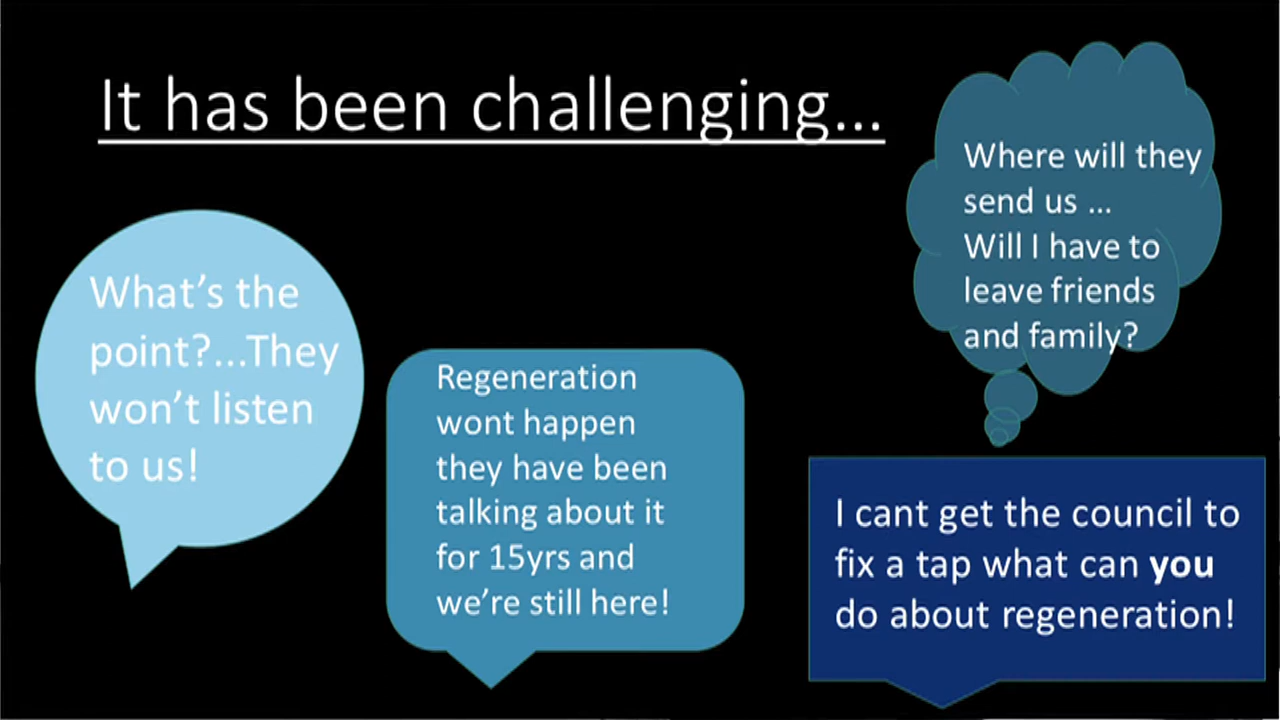 It has been challenging...
Where will they
send us ...
Will I have to
leave friends
and family?
What’s the
point?...They
won’t listen
to us!
Regeneration
wont happen
they have been
talking about it
for 15yrs and
we’re still here!
I cant get the council to
fix a tap what can you
do about regeneration!